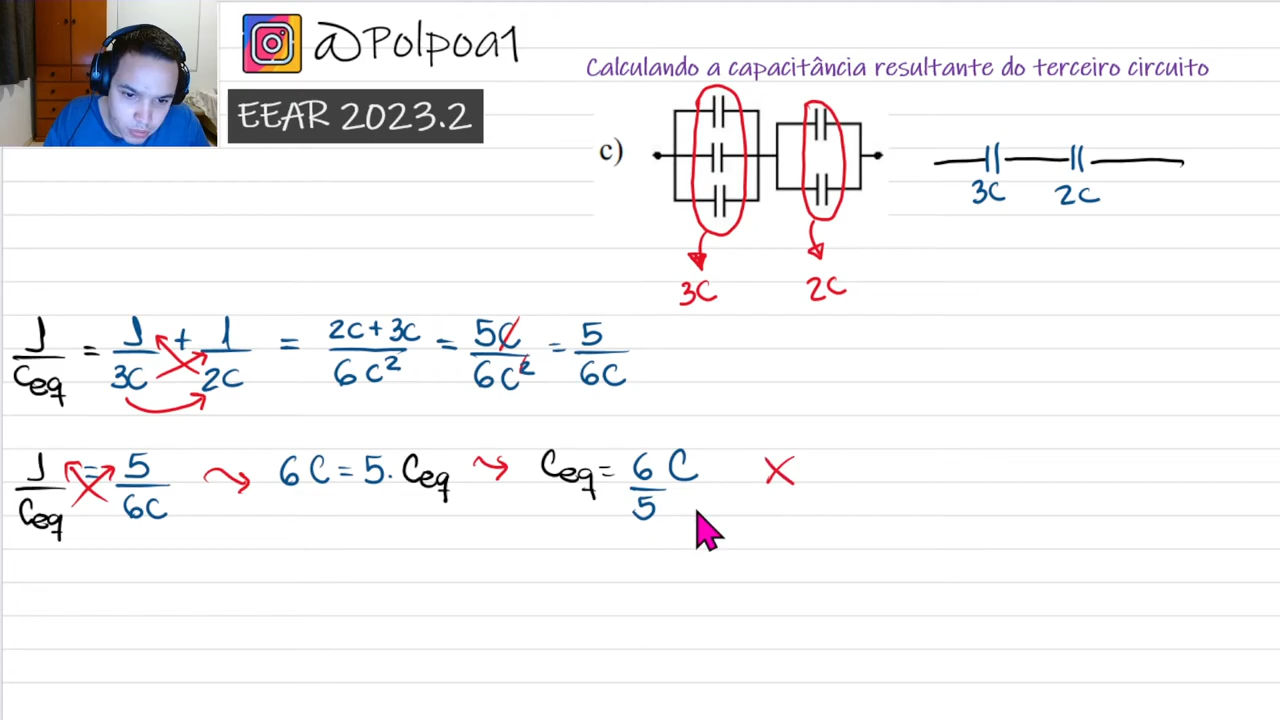 @Polpoa1
EEAR 2023.2
Calculando a capacitância resultante do terceiro circuito
c)
3C 2C
3C 2C
1/Ceq = 1/3C + 1/2C = 2C+3C/6C² = 5C/6C² = 5/6C
1/Ceq = 5/6C ⇝ 6C = 5. Ceq ⇝ Ceq = 6/5 C X